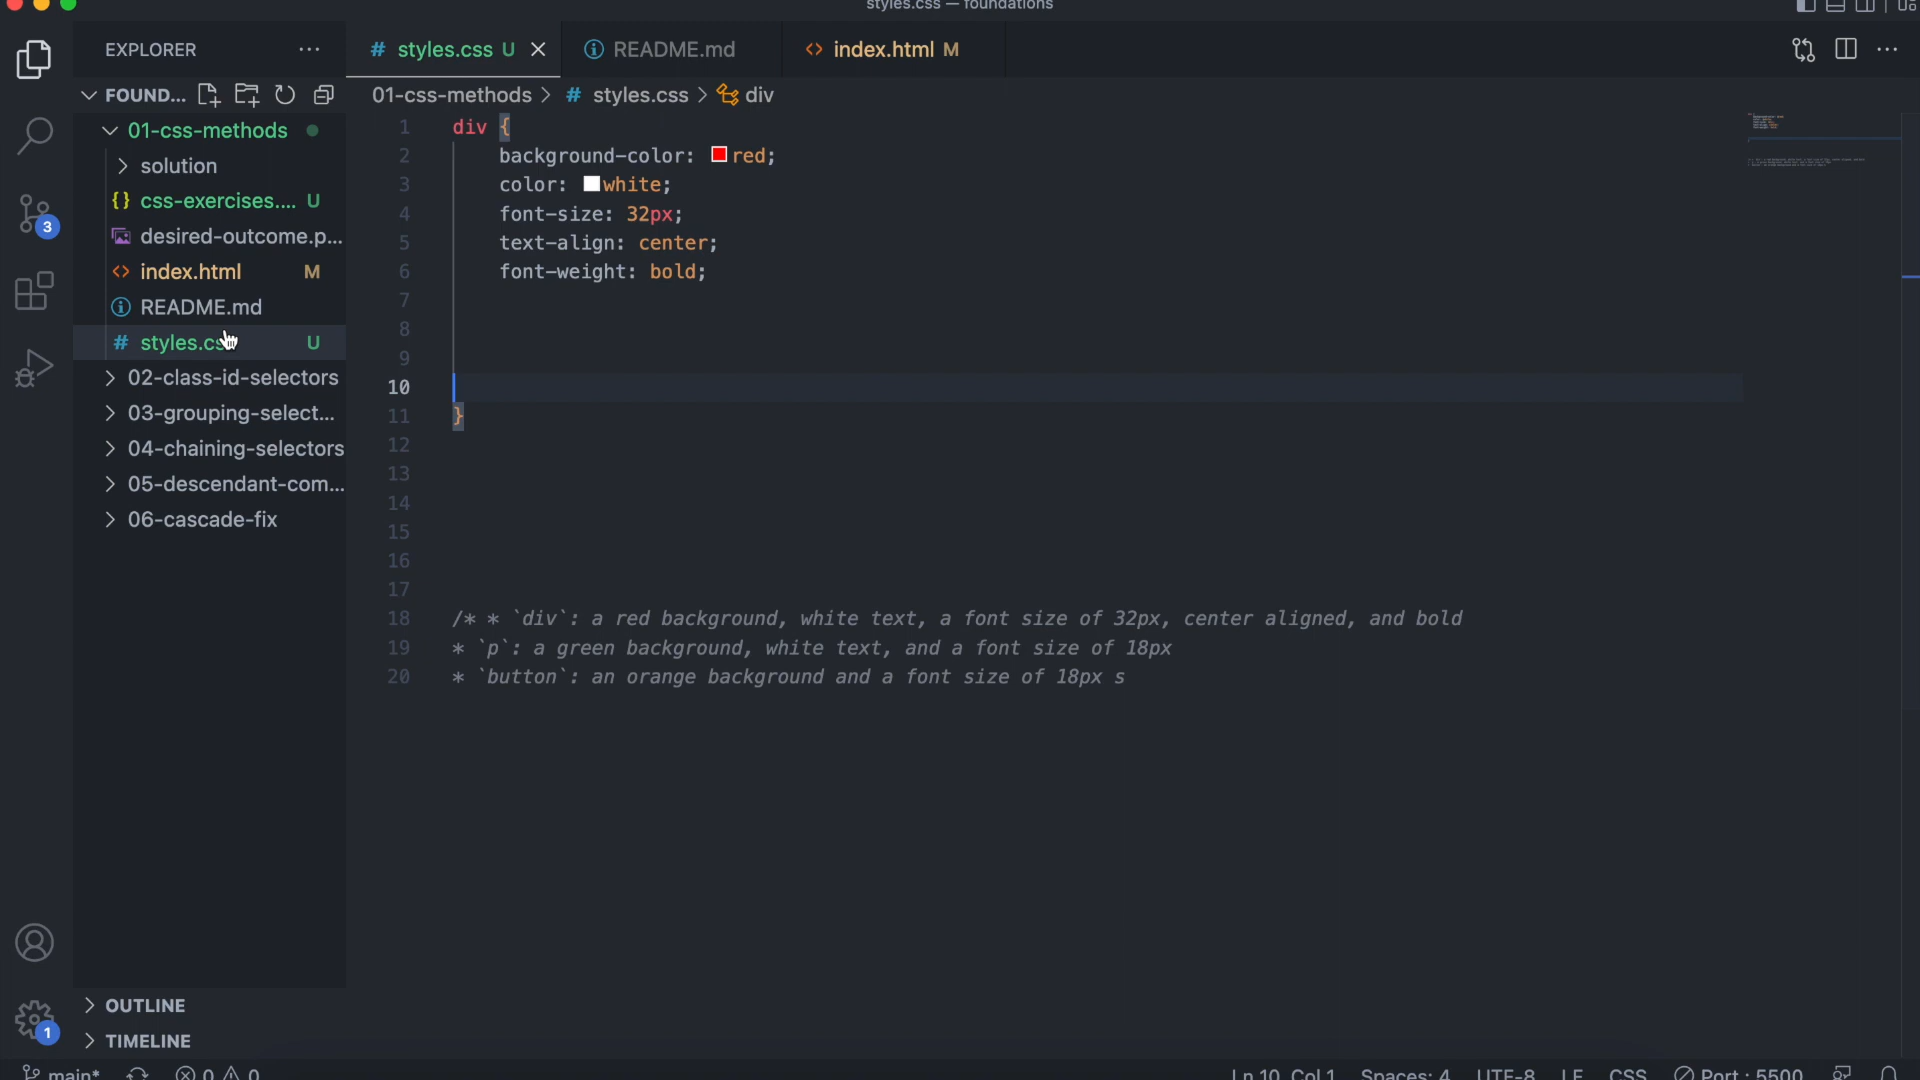 styles.css — foundations
EXPLORER
# styles.css U
README.md
index.html M
FOUND...
01-css-methods > # styles.css > div
01-css-methods
solution
{} css-exercises.... U
desired-outcome.p...
index.html M
README.md
# styles.cs U
02-class-id-selectors
03-grouping-select...
04-chaining-selectors
05-descendant-com...
06-cascade-fix
3
1 div {
2 background-color: red;
3 color: white;
4 font-size: 32px;
5 text-align: center;
6 font-weight: bold;
7
8
9
10
11 }
12
13
14
15
16
17
18 /* * `div`: a red background, white text, a font size of 32px, center aligned, and bold
19 * `p`: a green background, white text, and a font size of 18px
20 * `button`: an orange background and a font size of 18px s
OUTLINE
TIMELINE
1
main* 0 0
Ln 10, Col 1 Spaces: 4 UTF-8 LF CSS Port : 5500